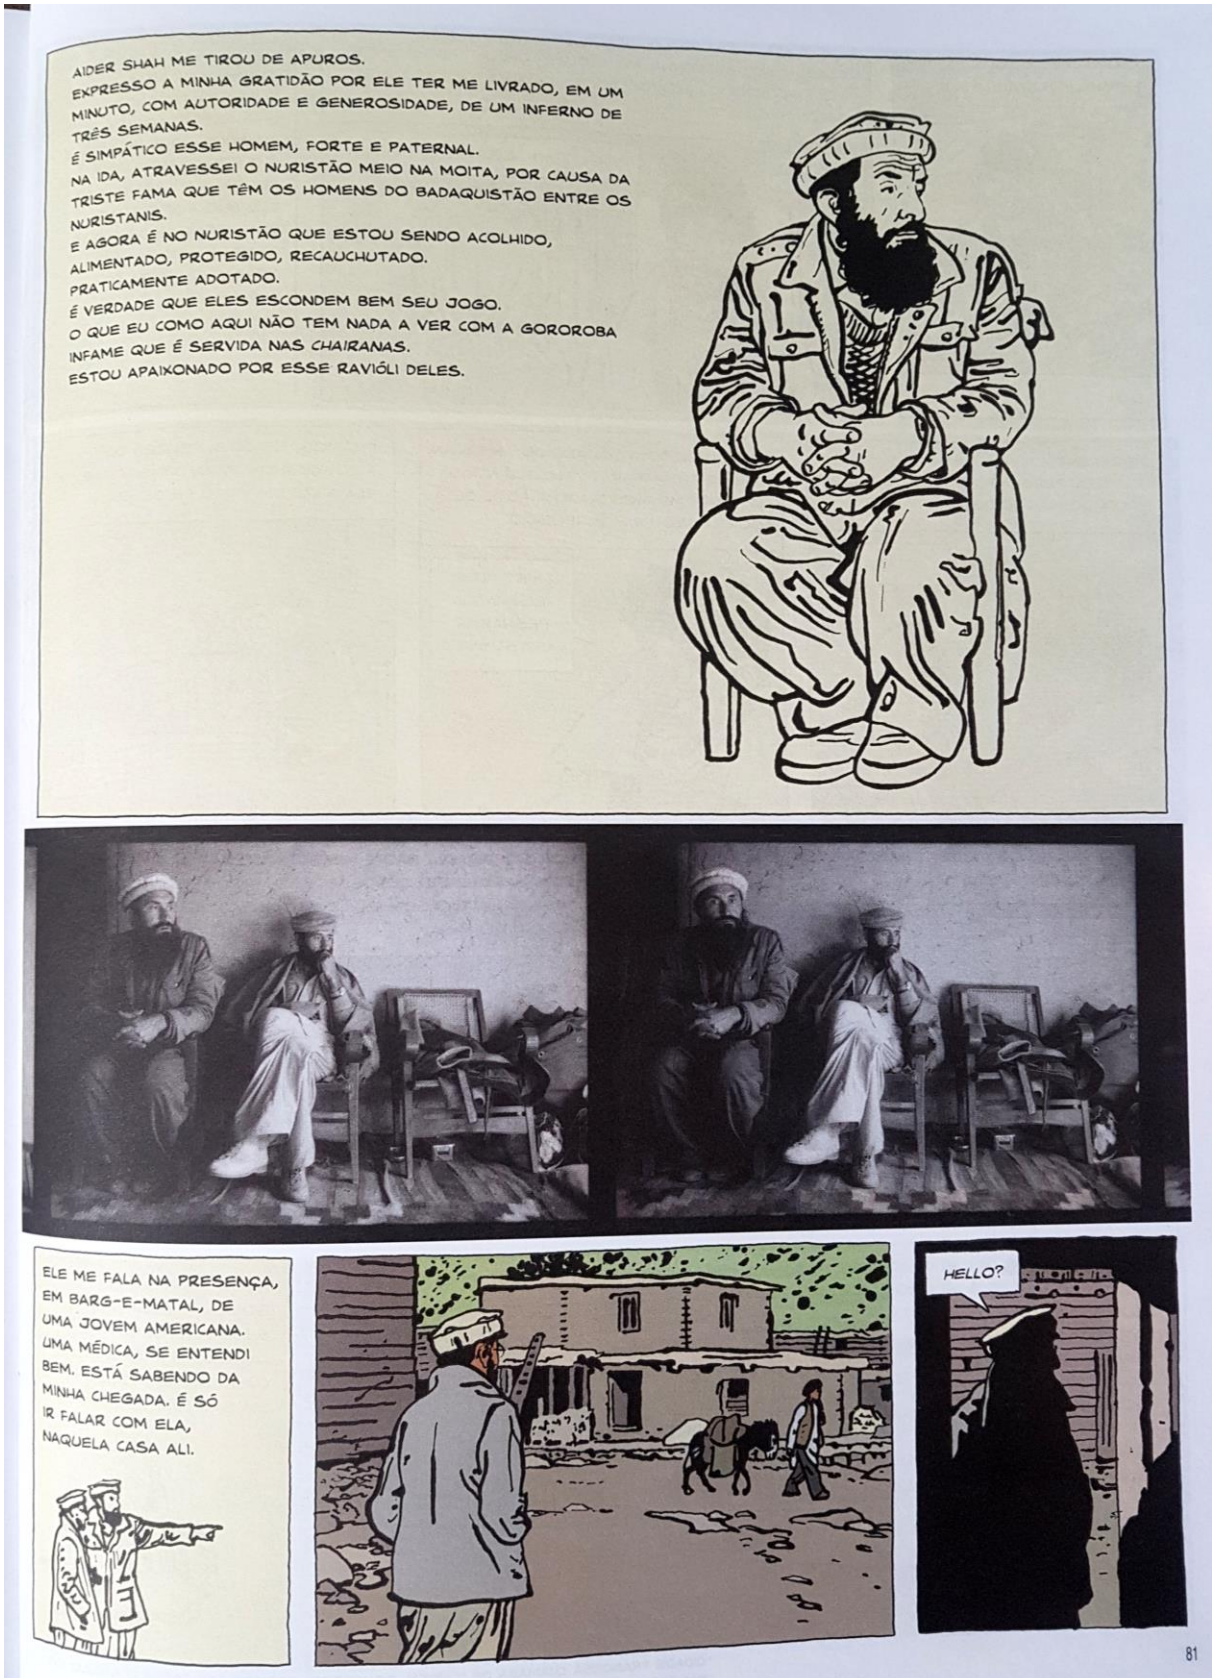 AIDER SHAH ME TIROU DE APUROS.
EXPRESSO A MINHA GRATIDÃO POR ELE TER ME LIVRADO, EM UM
MINUTO, COM AUTORIDADE E GENEROSIDADE, DE UM INFERNO DE
TRÊS SEMANAS.
É SIMPÁTICO ESSE HOMEM, FORTE E PATERNAL.
NA IDA, ATRAVESSEI O NURISTÃO MEIO NA MOITA, POR CAUSA DA
TRISTE FAMA QUE TÊM OS HOMENS DO BADAQUISTÃO ENTRE OS
NURISTANIS.
E AGORA É NO NURISTÃO QUE ESTOU SENDO ACOLHIDO,
ALIMENTADO, PROTEGIDO, RECAUCHUTADO.
PRATICAMENTE ADOTADO.
É VERDADE QUE ELES ESCONDEM BEM SEU JOGO.
O QUE EU COMO AQUI NÃO TEM NADA A VER COM A GOROROBA
INFAME QUE É SERVIDA NAS CHAIRANAS.
ESTOU APAIXONADO POR ESSE RAVIÓLI DELES.
ELE ME FALA NA PRESENÇA,
EM BARG-E-MATAL, DE
UMA JOVEM AMERICANA.
UMA MÉDICA, SE ENTENDI
BEM. ESTÁ SABENDO DA
MINHA CHEGADA. É SÓ
IR FALAR COM ELA,
NAQUELA CASA ALI.
HELLO?
81